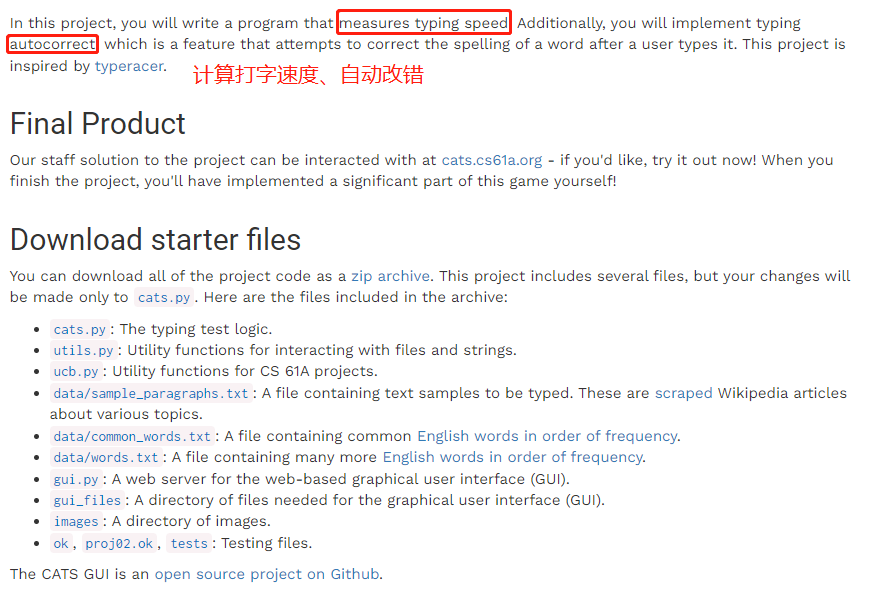 In this project, you will write a program that measures typing speed. Additionally, you will implement typing
autocorrect, which is a feature that attempts to correct the spelling of a word after a user types it. This project is
inspired by typeracer.
计算打字速度、自动改错
Final Product
Our staff solution to the project can be interacted with at cats.cs61a.org - if you'd like, try it out now! When you
finish the project, you'll have implemented a significant part of this game yourself!
Download starter files
You can download all of the project code as a zip archive. This project includes several files, but your changes will
be made only to cats.py. Here are the files included in the archive:
• cats.py: The typing test logic.
• utils.py: Utility functions for interacting with files and strings.
• ucb.py: Utility functions for CS 61A projects.
• data/sample_paragraphs.txt: A file containing text samples to be typed. These are scraped Wikipedia articles
about various topics.
• data/common_words.txt: A file containing common English words in order of frequency.
• data/words.txt: A file containing many more English words in order of frequency.
• gui.py: A web server for the web-based graphical user interface (GUI).
• gui_files: A directory of files needed for the graphical user interface (GUI).
• images: A directory of images.
• ok, proj02.ok, tests: Testing files.
The CATS GUI is an open source project on Github.